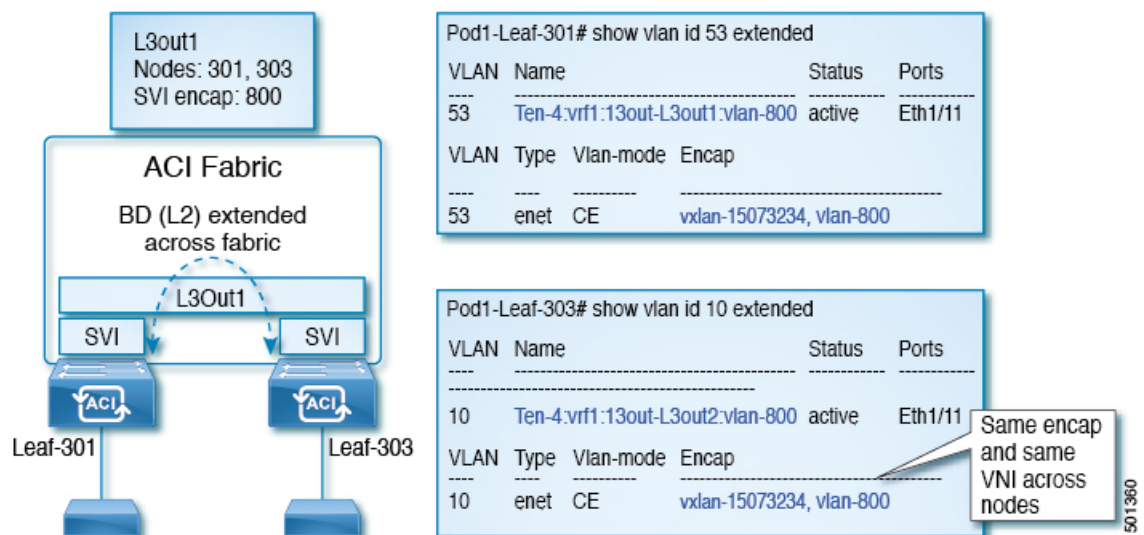 L3out1
Nodes: 301, 303
SVI encap: 800
ACI Fabric
BD (L2) extended
across fabric
L3Out1
SVI
SVI
ACI
ACI
Leaf-301
Leaf-303
Pod1-Leaf-301# show vlan id 53 extended
VLAN Name Status Ports
---- -------------------------------- ------------ ------------
53 Ten-4:vrf1:13out-L3out1:vlan-800 active Eth1/11
VLAN Type Vlan-mode Encap
---- ---- ---------- -------------------------------
53 enet CE vxlan-15073234, vlan-800
Pod1-Leaf-303# show vlan id 10 extended
VLAN Name Status Ports
---- -------------------------------- ------------ ------------
-------------------------------------------
10 Ten-4:vrf1:13out-L3out2:vlan-800 active Eth1/11
VLAN Type Vlan-mode Encap
---- ---- ---------- -------------------------------
10 enet CE vxlan-15073234, vlan-800
Same encap
and same
VNI across
nodes
501360